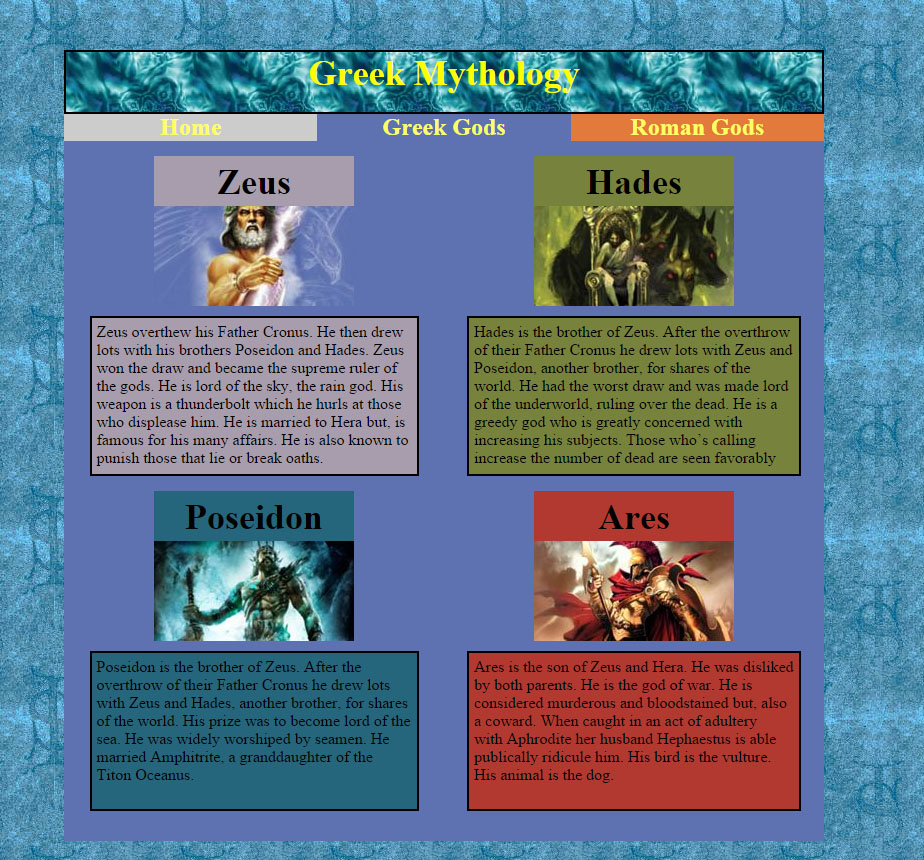 Greek Mythology
Home
Greek Gods
Roman Gods
Zeus
Zeus overthew his Father Cronus. He then drew
lots with his brothers Poseidon and Hades. Zeus
won the draw and became the supreme ruler of
the gods. He is lord of the sky, the rain god. His
weapon is a thunderbolt which he hurls at those
who displease him. He is married to Hera but, is
famous for his many affairs. He is also known to
punish those that lie or break oaths.
Hades
Hades is the brother of Zeus. After the overthrow
of their Father Cronus he drew lots with Zeus and
Poseidon, another brother, for shares of the
world. He had the worst draw and was made lord
of the underworld, ruling over the dead. He is a
greedy god who is greatly concerned with
increasing his subjects. Those who's calling
increase the number of dead are seen favorably
Poseidon
Poseidon is the brother of Zeus. After the
overthrow of their Father Cronus he drew lots
with Zeus and Hades, another brother, for shares
of the world. His prize was to become lord of the
sea. He was widely worshiped by seamen. He
married Amphitrite, a granddaughter of the
Titon Oceanus.
Ares
Ares is the son of Zeus and Hera. He was disliked
by both parents. He is the god of war. He is
considered murderous and bloodstained but, also
a coward. When caught in an act of adultery
with Aphrodite her husband Hephaestus is able
publically ridicule him. His bird is the vulture.
His animal is the dog.